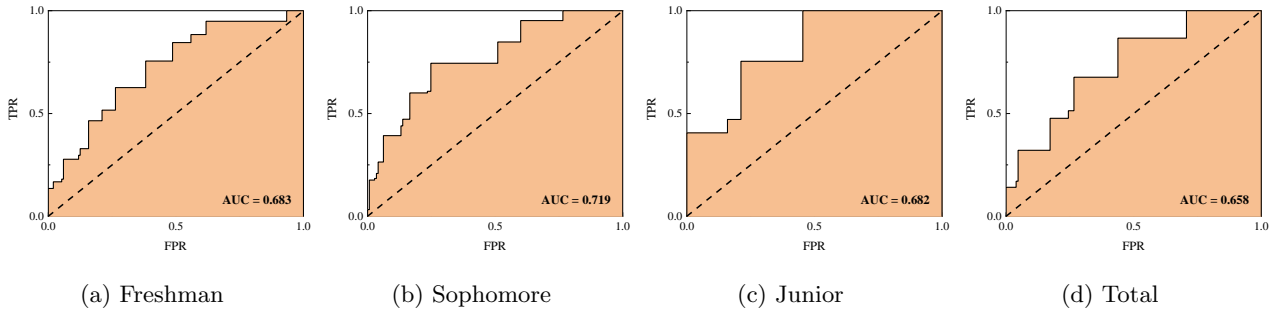 1.0
0.5
0.0
TPR
AUC = 0.683
0.0 0.5 1.0
FPR
(a) Freshman
1.0
0.5
0.0
TPR
AUC = 0.719
0.0 0.5 1.0
FPR
(b) Sophomore
1.0
0.5
0.0
TPR
AUC = 0.682
0.0 0.5 1.0
FPR
(c) Junior
1.0
0.5
0.0
TPR
AUC = 0.658
0.0 0.5 1.0
FPR
(d) Total